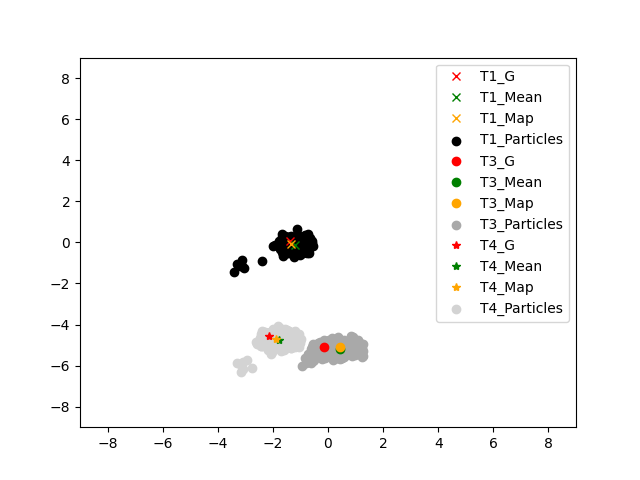 8
6
4
2
0
−2
−4
−6
−8
−8 −6 −4 −2 0 2 4 6 8
T1_G
T1_Mean
T1_Map
T1_Particles
T3_G
T3_Mean
T3_Map
T3_Particles
T4_G
T4_Mean
T4_Map
T4_Particles